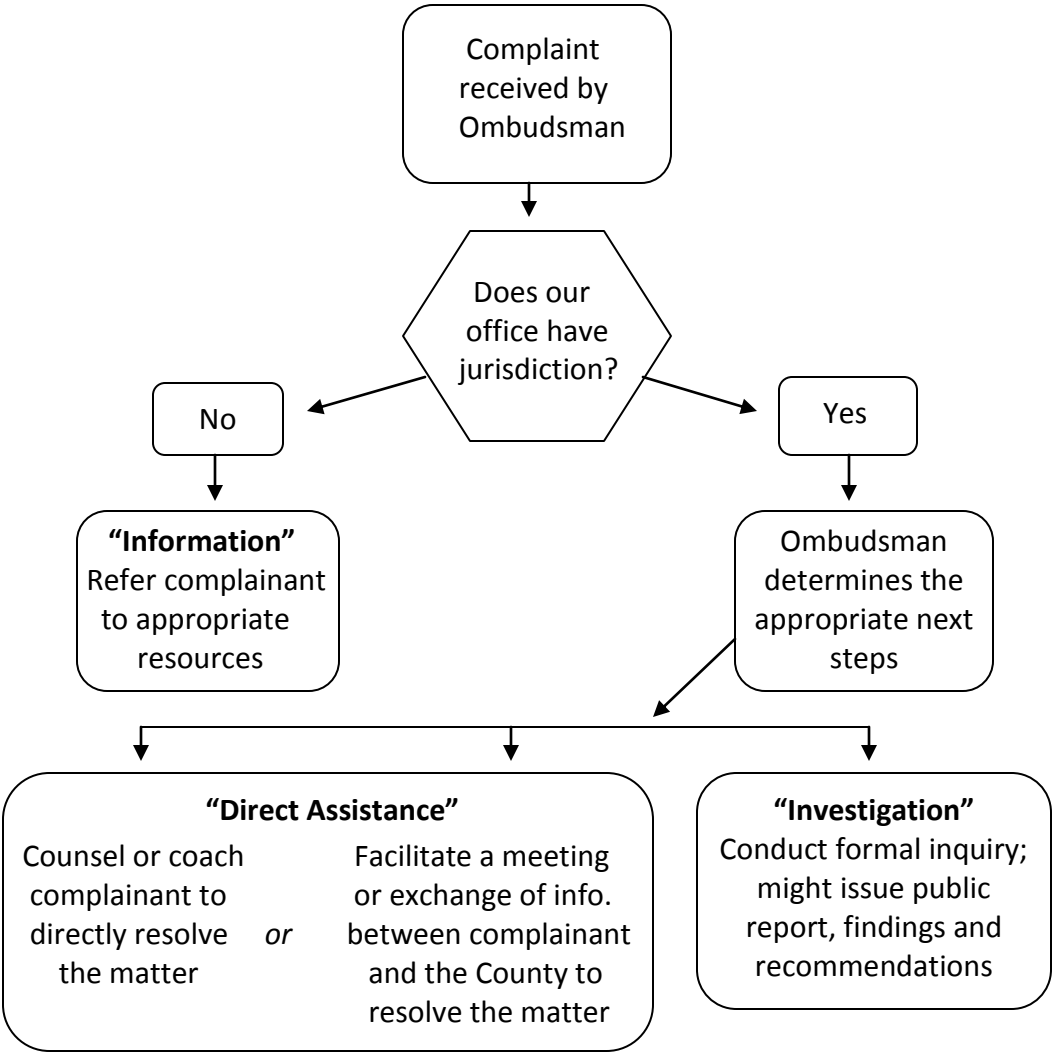 Complaint
received by
Ombudsman
Does our
office have
jurisdiction?
No
Yes
“Information”
Refer complainant
to appropriate
resources
Ombudsman
determines the
appropriate next
steps
“Direct Assistance”
Counsel or coach
complainant to
directly resolve
the matter
or
Facilitate a meeting
or exchange of info.
between complainant
and the County to
resolve the matter
“Investigation”
Conduct formal inquiry;
might issue public
report, findings and
recommendations